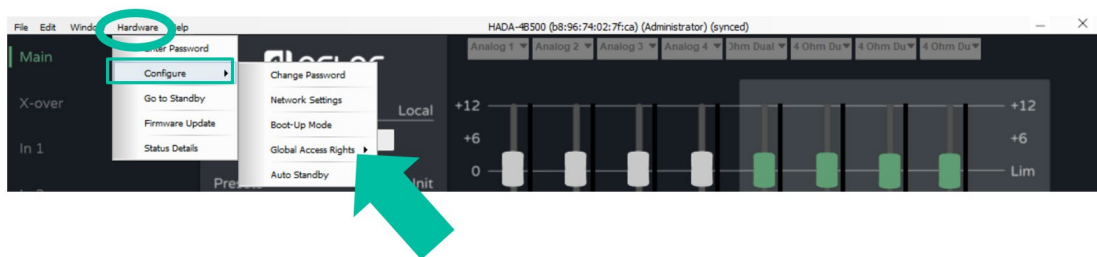 File Edit Window Hardware Help HADA-4B500 (b8:96:74:02:7f:ca) (Administrator) (synced)
Main
Enter Password
Configure
Go to Standby
Firmware Update
Status Details
Change Password
Network Settings
Boot-Up Mode
Global Access Rights
Auto Standby
Local
Analog 1 Analog 2 Analog 3 Analog 4 Ohm Dual 4 Ohm Du 4 Ohm Du 4 Ohm Du
X-over
+12 +12
In 1
+6 +6
0 Lim